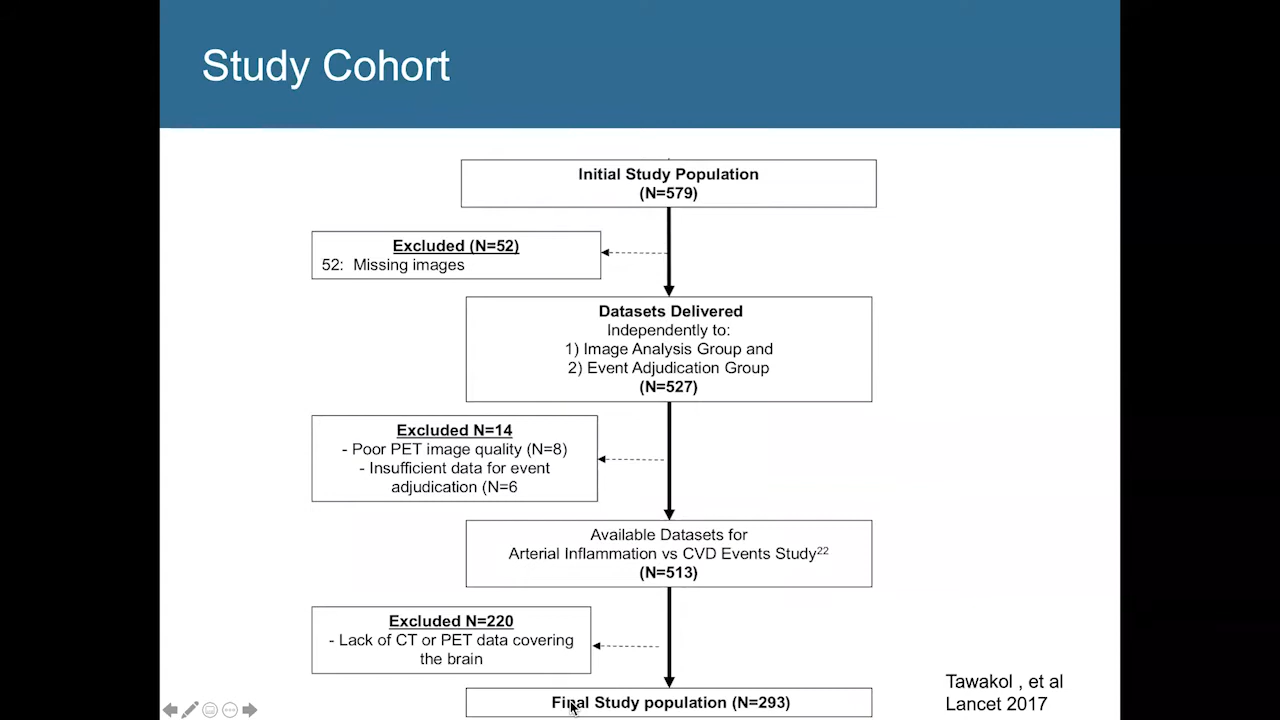 Study Cohort
Initial Study Population
(N=579)
Excluded (N=52)
52: Missing images
Datasets Delivered
Independently to:
1) Image Analysis Group and
2) Event Adjudication Group
(N=527)
Excluded N=14
- Poor PET image quality (N=8)
- Insufficient data for event
adjudication (N=6
Available Datasets for
Arterial Inflammation vs CVD Events Study22
(N=513)
Excluded N=220
- Lack of CT or PET data covering
the brain
Final Study population (N=293)
Tawakol , et al
Lancet 2017